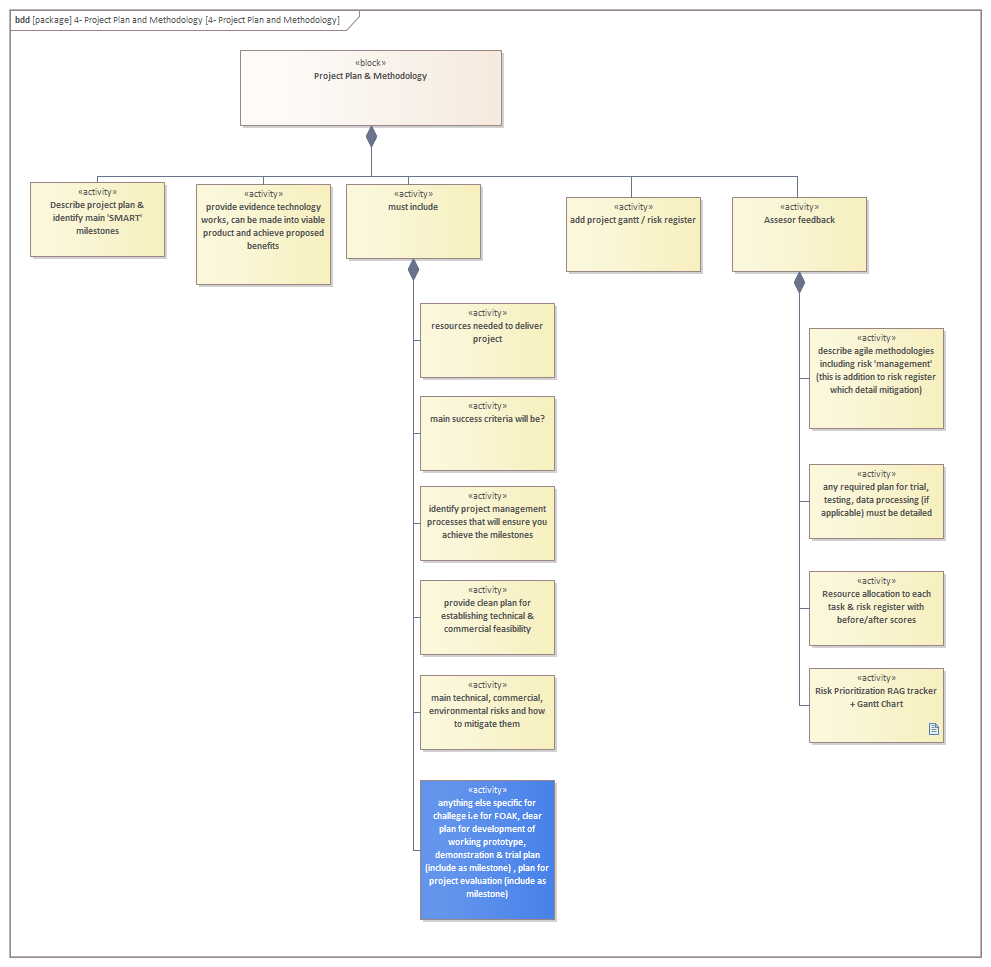 bdd [package] 4- Project Plan and Methodology [4- Project Plan and Methodology]
«block»
Project Plan & Methodology
«activity»
Describe project plan &
identify main 'SMART'
milestones
«activity»
provide evidence technology
works, can be made into viable
product and achieve proposed
benefits
«activity»
must include
«activity»
add project gantt / risk register
«activity»
Assesor feedback
«activity»
resources needed to deliver
project
«activity»
main success criteria will be?
«activity»
identify project management
processes that will ensure you
achieve the milestones
«activity»
provide clean plan for
establishing technical &
commercial feasibility
«activity»
main technical, commercial,
environmental risks and how
to mitigate them
«activity»
anything else specific for
challege i.e for FOAK, clear
plan for development of
working prototype,
demonstration & trial plan
(include as milestone) , plan for
project evaluation (include as
milestone)
«activity»
describe agile methodologies
including risk 'management'
(this is addition to risk register
which detail mitigation)
«activity»
any required plan for trial,
testing, data processing (if
applicable) must be detailed
«activity»
Resource allocation to each
task & risk register with
before/after scores
«activity»
Risk Prioritization RAG tracker
+ Gantt Chart